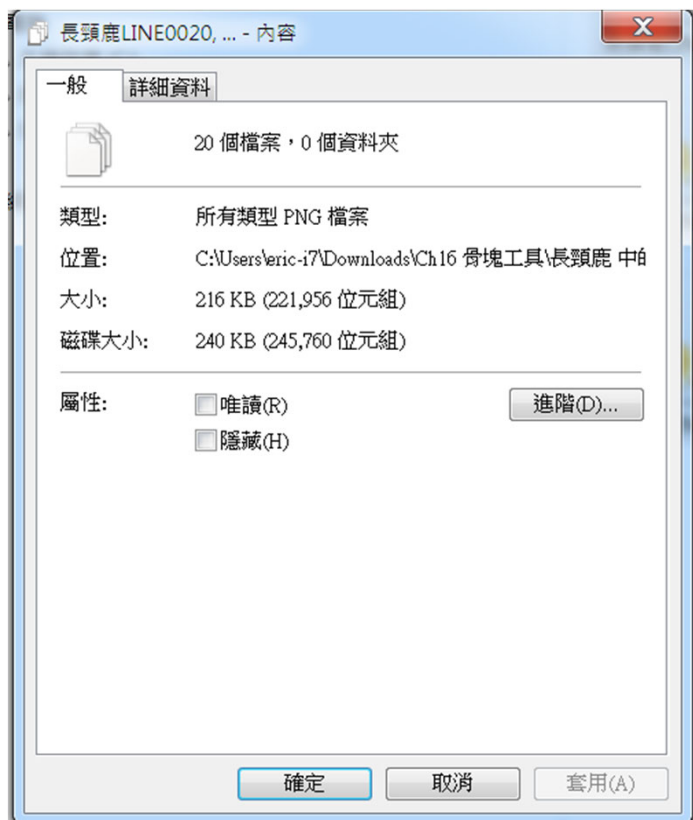 長頸鹿LINE0020, ... - 內容
一般
詳細資料
20 個檔案，0 個資料夾
類型: 所有類型 PNG 檔案
位置: C:\Users\eric-i7\Downloads\Ch16 骨塊工具\長頸鹿 中
大小: 216 KB (221,956 位元組)
磁碟大小: 240 KB (245,760 位元組)
屬性: 唯讀(R) 進階(D)...
隱藏(H)
確定 取消 套用(A)